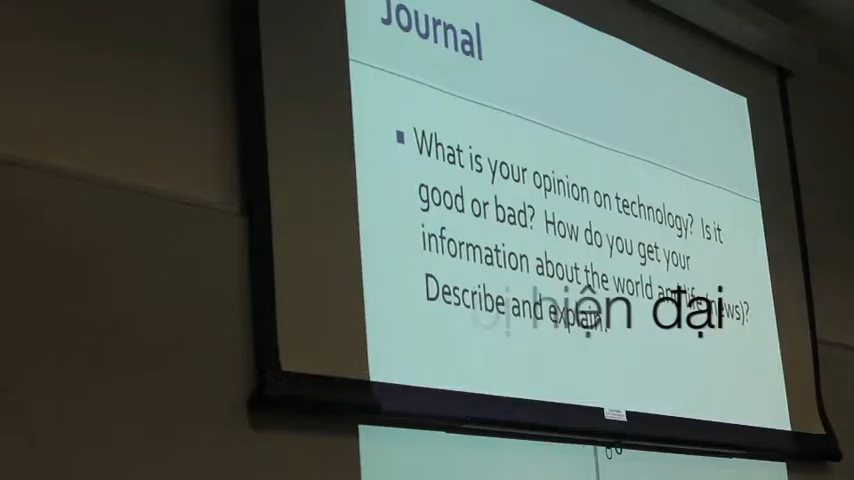 Journal
What is your opinion on technology? Is it
good or bad? How do you get your
information about the world and life (news)?
Describe and explain.
bị hiện đại